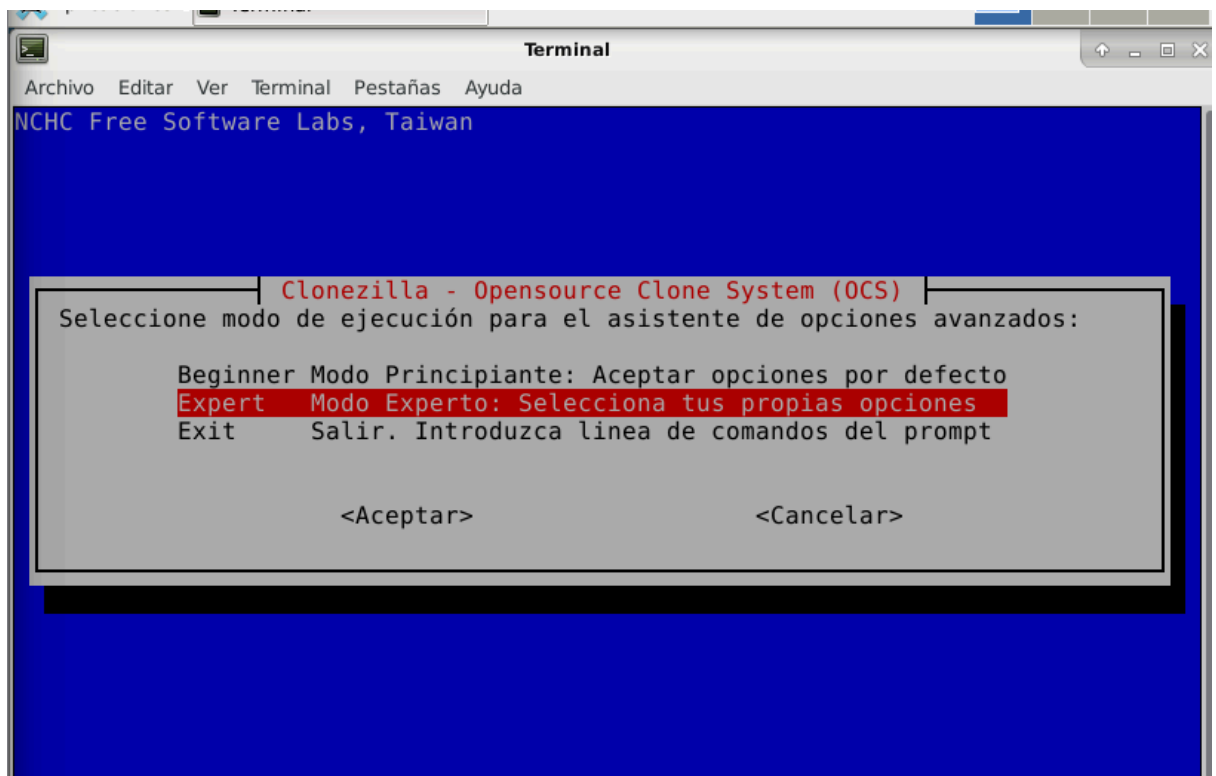 Terminal
Archivo Editar Ver Terminal Pestañas Ayuda
NCHC Free Software Labs, Taiwan
Clonezilla - Opensource Clone System (OCS)
Seleccione modo de ejecución para el asistente de opciones avanzados:
Beginner Modo Principiante: Aceptar opciones por defecto
Expert Modo Experto: Selecciona tus propias opciones
Exit Salir. Introduzca linea de comandos del prompt
<Aceptar> <Cancelar>